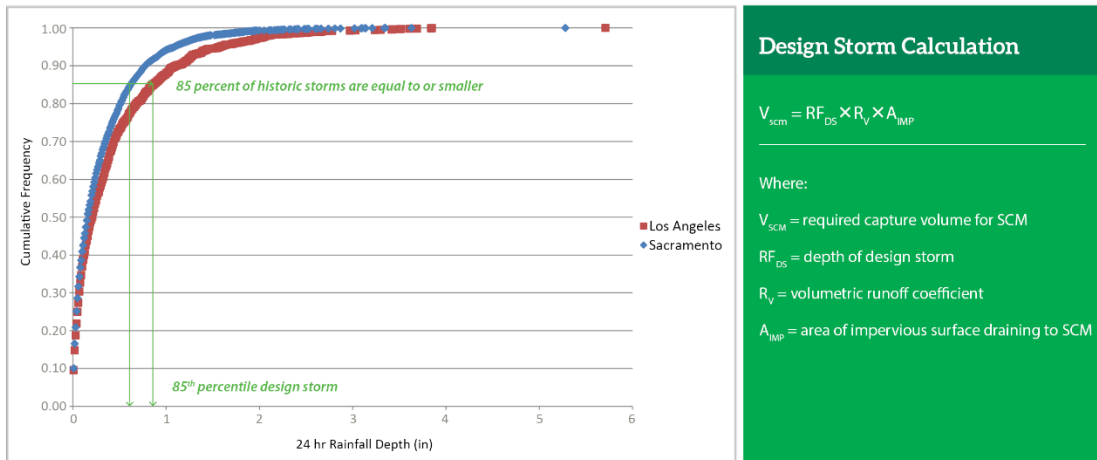 1.00
0.90
0.80
0.70
0.60
0.50
0.40
0.30
0.20
0.10
0.00
Cumulative Frequency
85 percent of historic storms are equal to or smaller
85th percentile design storm
0 1 2 3 4 5 6
24 hr Rainfall Depth (in)
Los Angeles
Sacramento
Design Storm Calculation
Vscm = RFDS × RV × AIMP
Where:
VSCM = required capture volume for SCM
RFDS = depth of design storm
RV = volumetric runoff coefficient
AIMP = area of impervious surface draining to SCM